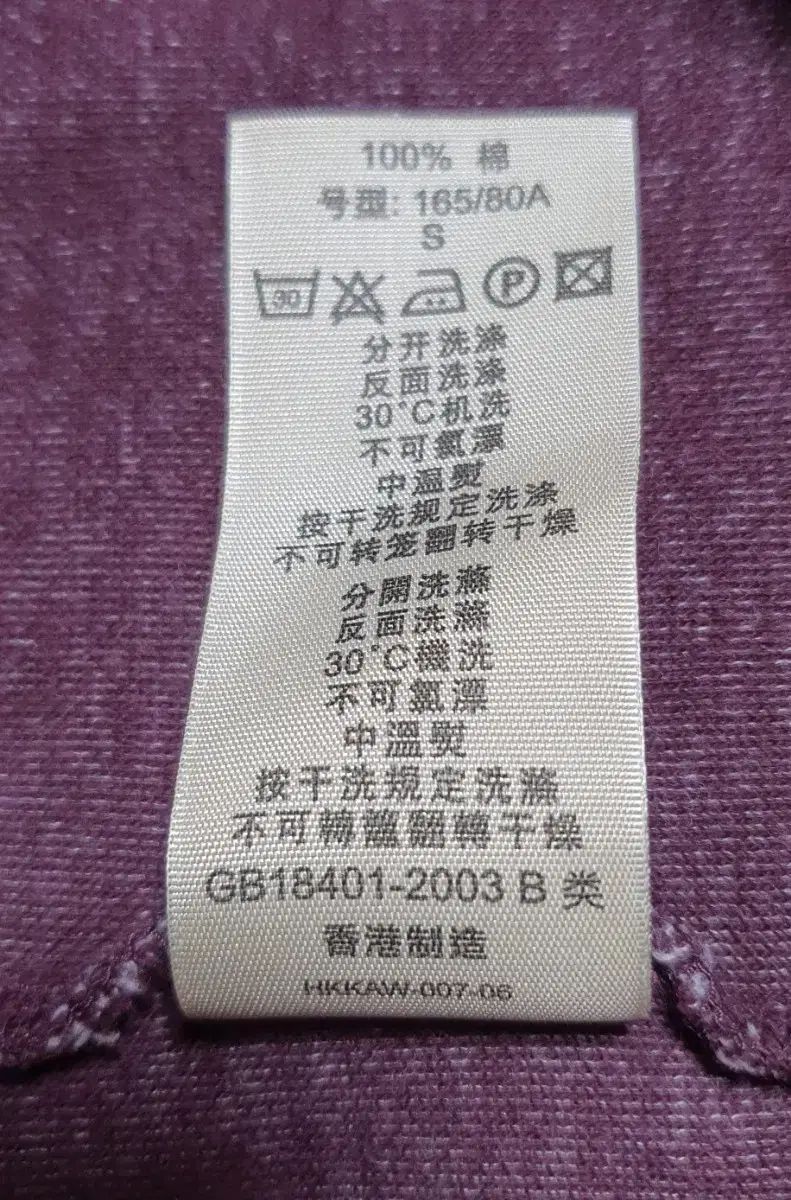 100% 棉
号型: 165/80A
S
30 P
分开洗涤
反面洗涤
30°C机洗
不可氯漂
中溫熨
按干洗规定洗涤
不可转笼翻转干燥
分開洗滌
反面洗滌
30°C機洗
不可氯漂
中溫熨
按干洗規定洗滌
不可轉籠翻轉干燥
GB18401-2003 B 类
香港制造
HKKAW-007-06